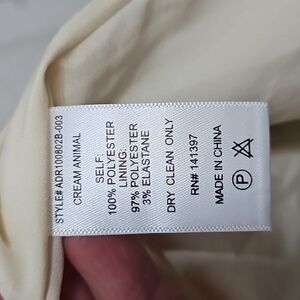 STYLE# ADR100802B-003
CREAM ANIMAL
SELF:
100% POLYESTER
LINING:
97% POLYESTER
3% ELASTANE
DRY CLEAN ONLY
RN# 141397
MADE IN CHINA
P